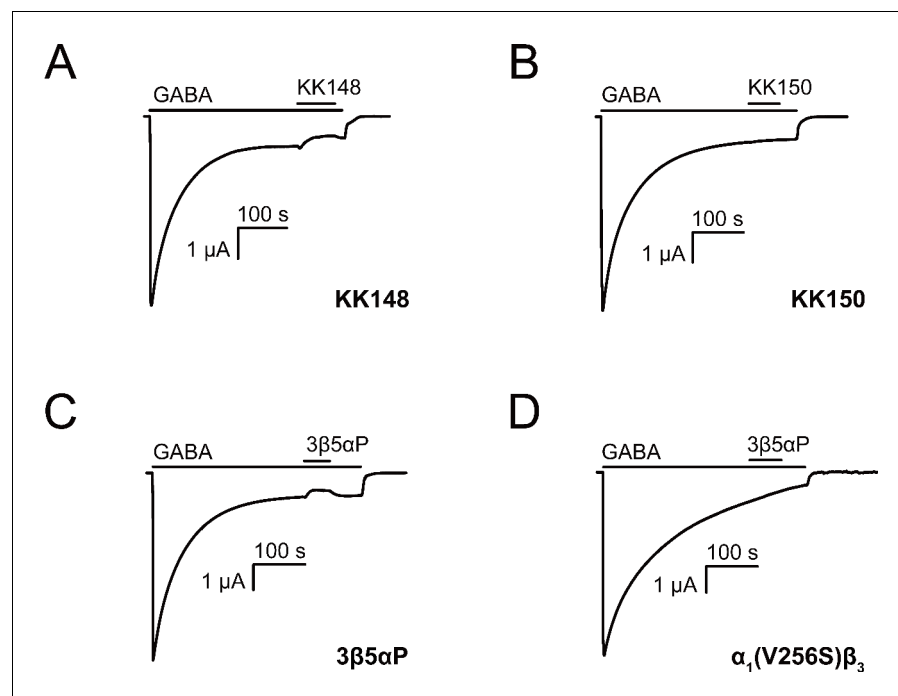 A
KK148
GABA
100 s
1 µA
KK148
B
KK150
GABA
100 s
1 µA
KK150
C
3β5αP
GABA
100 s
1 µA
3β5αP
D
3β5αP
GABA
100 s
1 µA
α₁(V256S)β₃